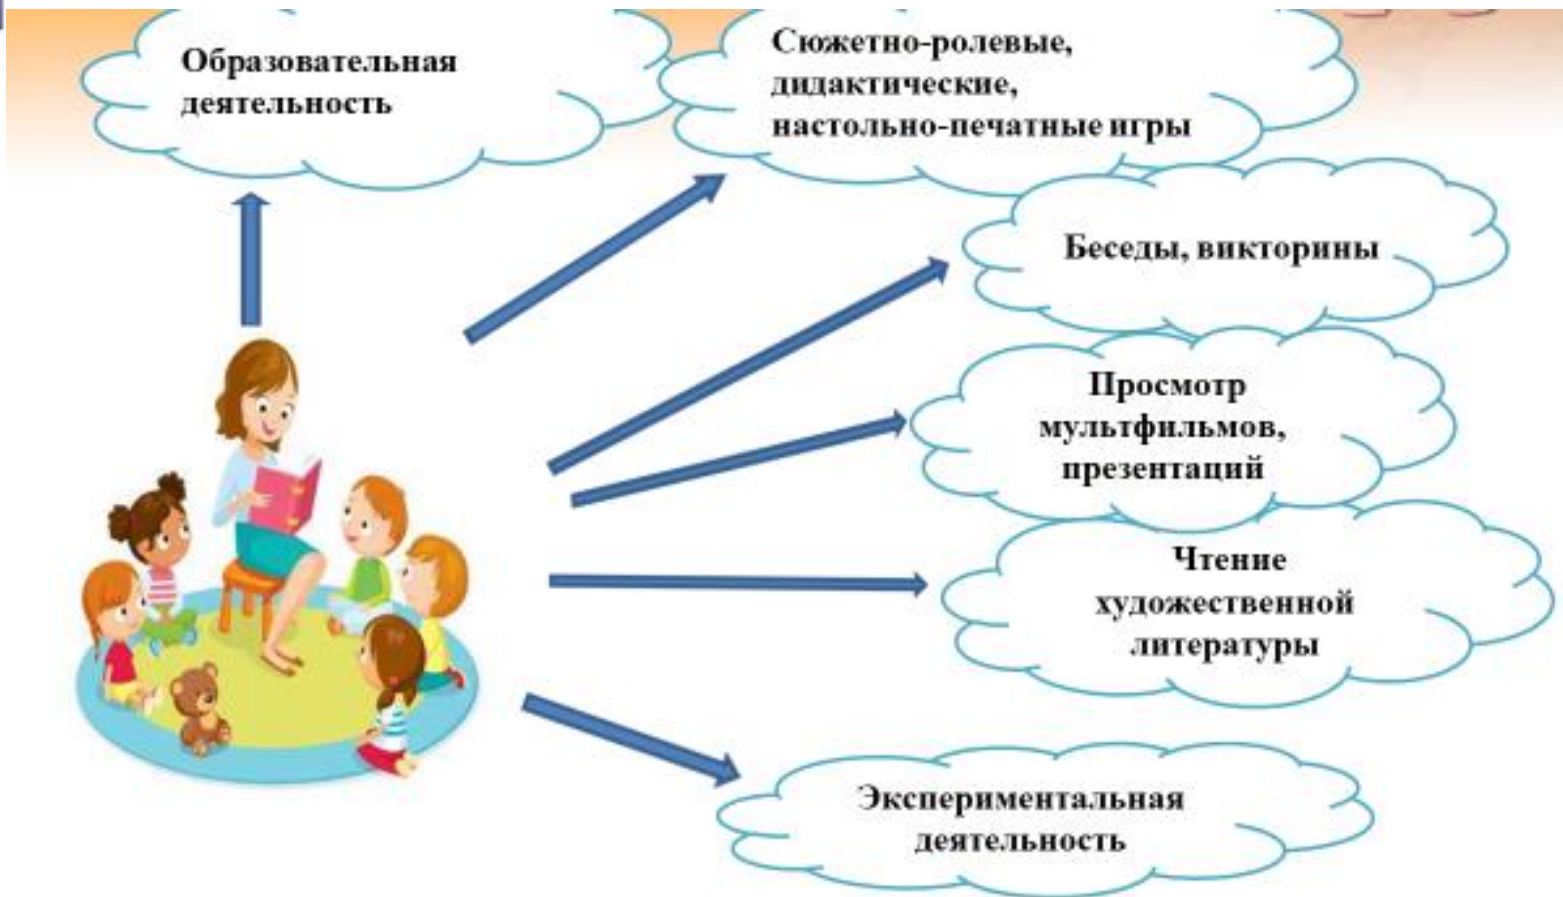 Образовательная
деятельность
Сюжетно-ролевые,
дидактические,
настольно-печатные игры
Беседы, викторины
Просмотр
мультфильмов,
презентаций
Чтение
художественной
литературы
Экспериментальная
деятельность